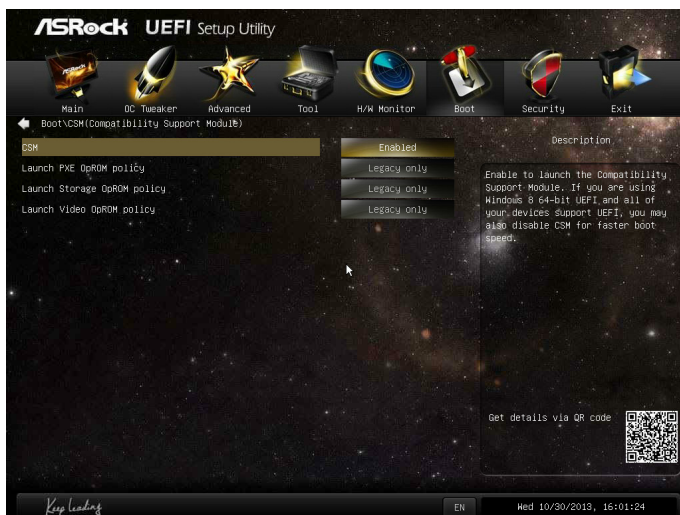 ASRock UEFI Setup Utility
Main OC Tweaker Advanced Tool H/W Monitor Boot Security Exit
Boot\CSM(Compatibility Support Module)
CSM Enabled
Launch PXE OpROM policy Legacy only
Launch Storage OpROM policy Legacy only
Launch Video OpROM policy Legacy only
Description
Enable to launch the Compatibility
Support Module. If you are using
Windows 8 64-bit UEFI and all of
your devices support UEFI, you may
also disable CSM for faster boot
speed.
Get details via QR code
Keep Leading
EN Wed 10/30/2013, 16:01:24